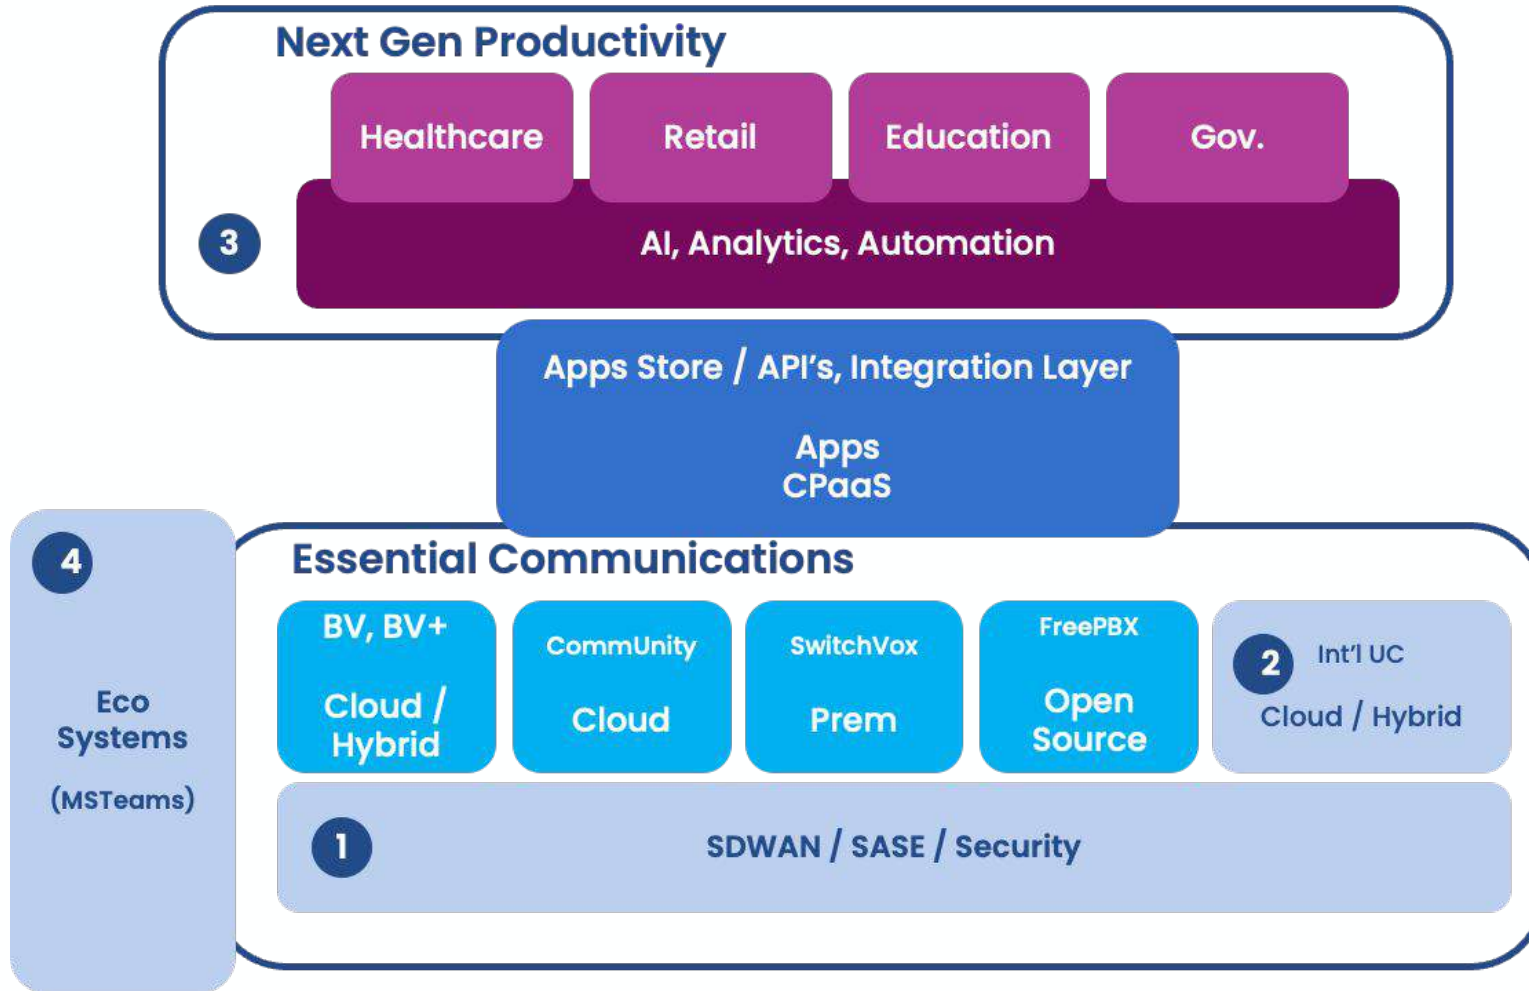 Next Gen Productivity
Healthcare
Retail
Education
Gov.
3
AI, Analytics, Automation
Apps Store / API's, Integration Layer
Apps
CPaaS
4
Eco
Systems
(MSTeams)
Essential Communications
BV, BV+
Cloud /
Hybrid
CommUnity
Cloud
SwitchVox
Prem
FreePBX
Open
Source
2
Int'l UC
Cloud / Hybrid
1
SDWAN / SASE / Security